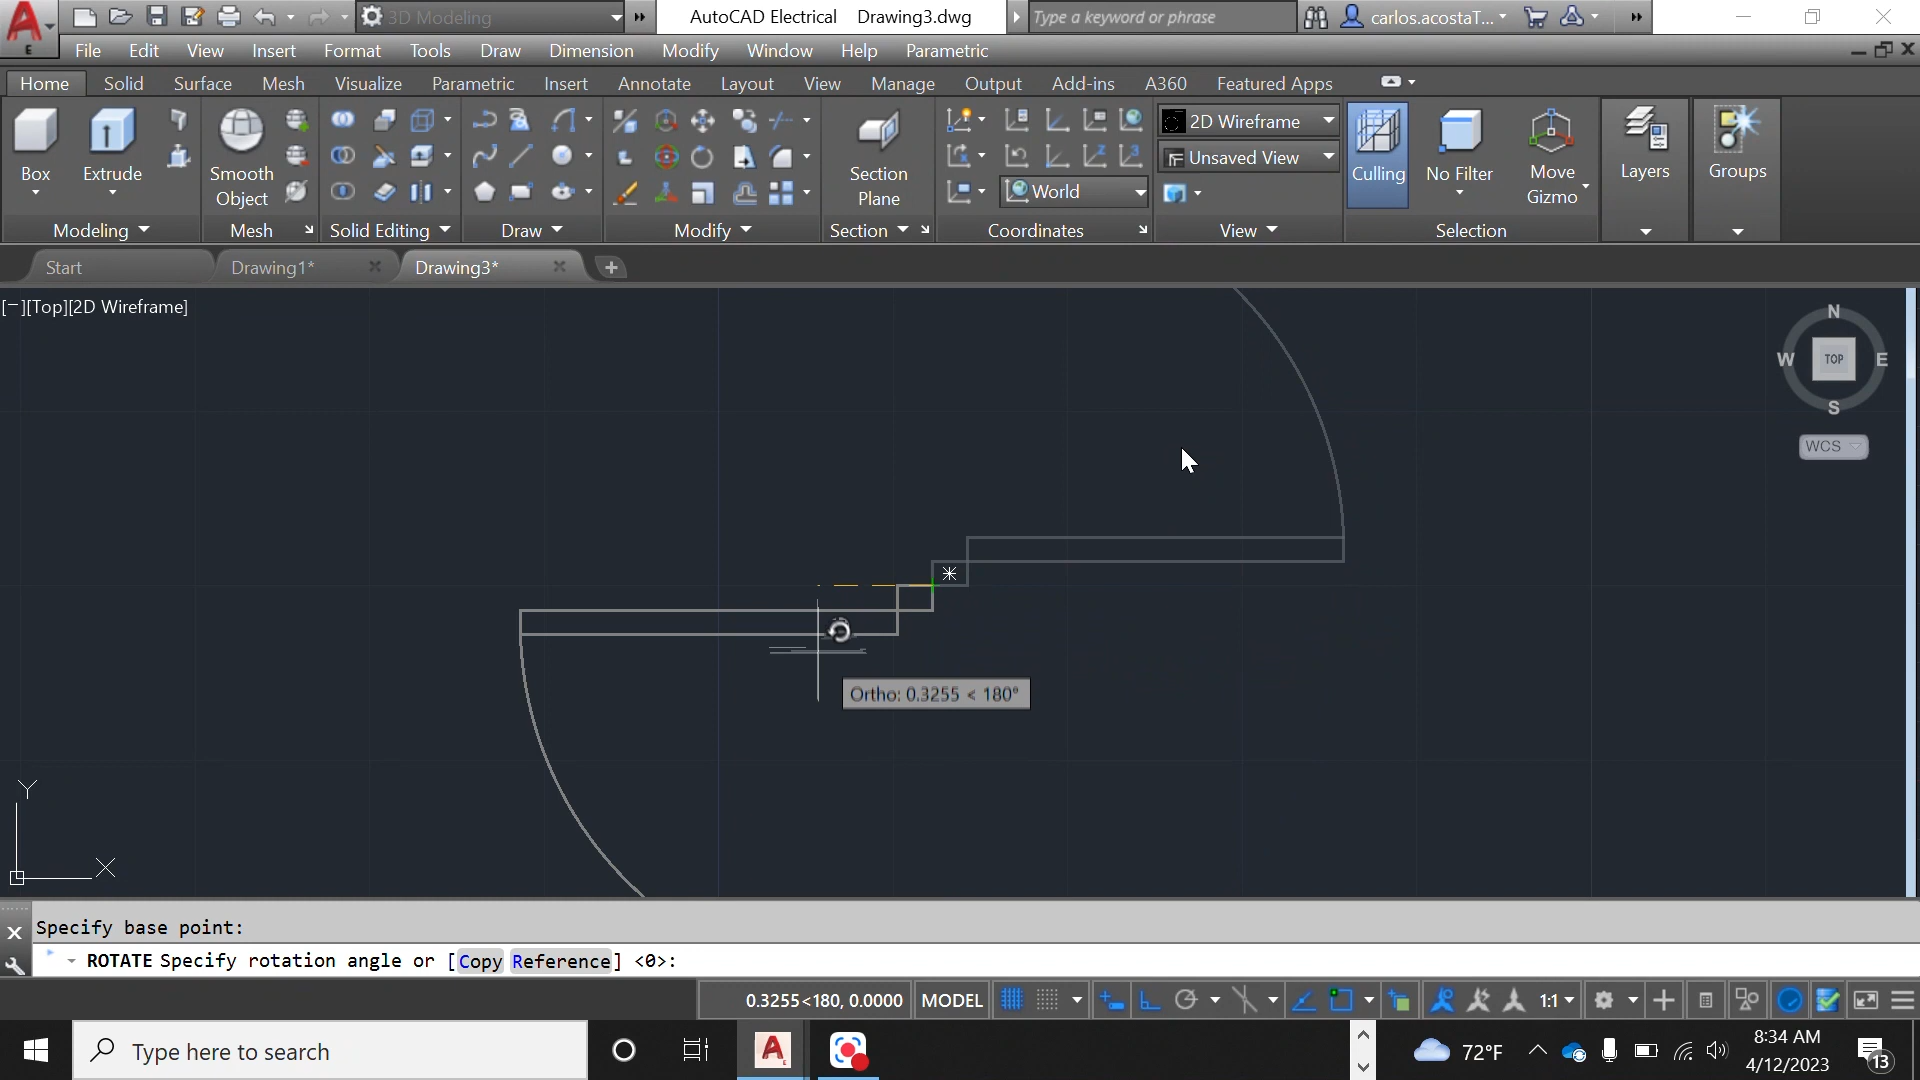 3D Modeling
AutoCAD Electrical Drawing3.dwg
Type a keyword or phrase
carlos.acostaT...
E
File Edit View Insert Format Tools Draw Dimension Modify Window Help Parametric
Home Solid Surface Mesh Visualize Parametric Insert Annotate Layout View Manage Output Add-ins A360 Featured Apps
Box
Extrude
Smooth
Object
Section
Plane
World
2D Wireframe
Unsaved View
Culling
No Filter
Move
Gizmo
Layers
Groups
Modeling Mesh Solid Editing Draw Modify Section Coordinates View Selection
Start Drawing1* Drawing3*
[−][Top][2D Wireframe]
N
W TOP E
S
WCS
Ortho: 0.3255 < 180°
Y
X
Specify base point:
ROTATE Specify rotation angle or [Copy Reference] <0>:
0.3255<180, 0.0000 MODEL 1:1
Type here to search
72°F
8:34 AM
4/12/2023
13